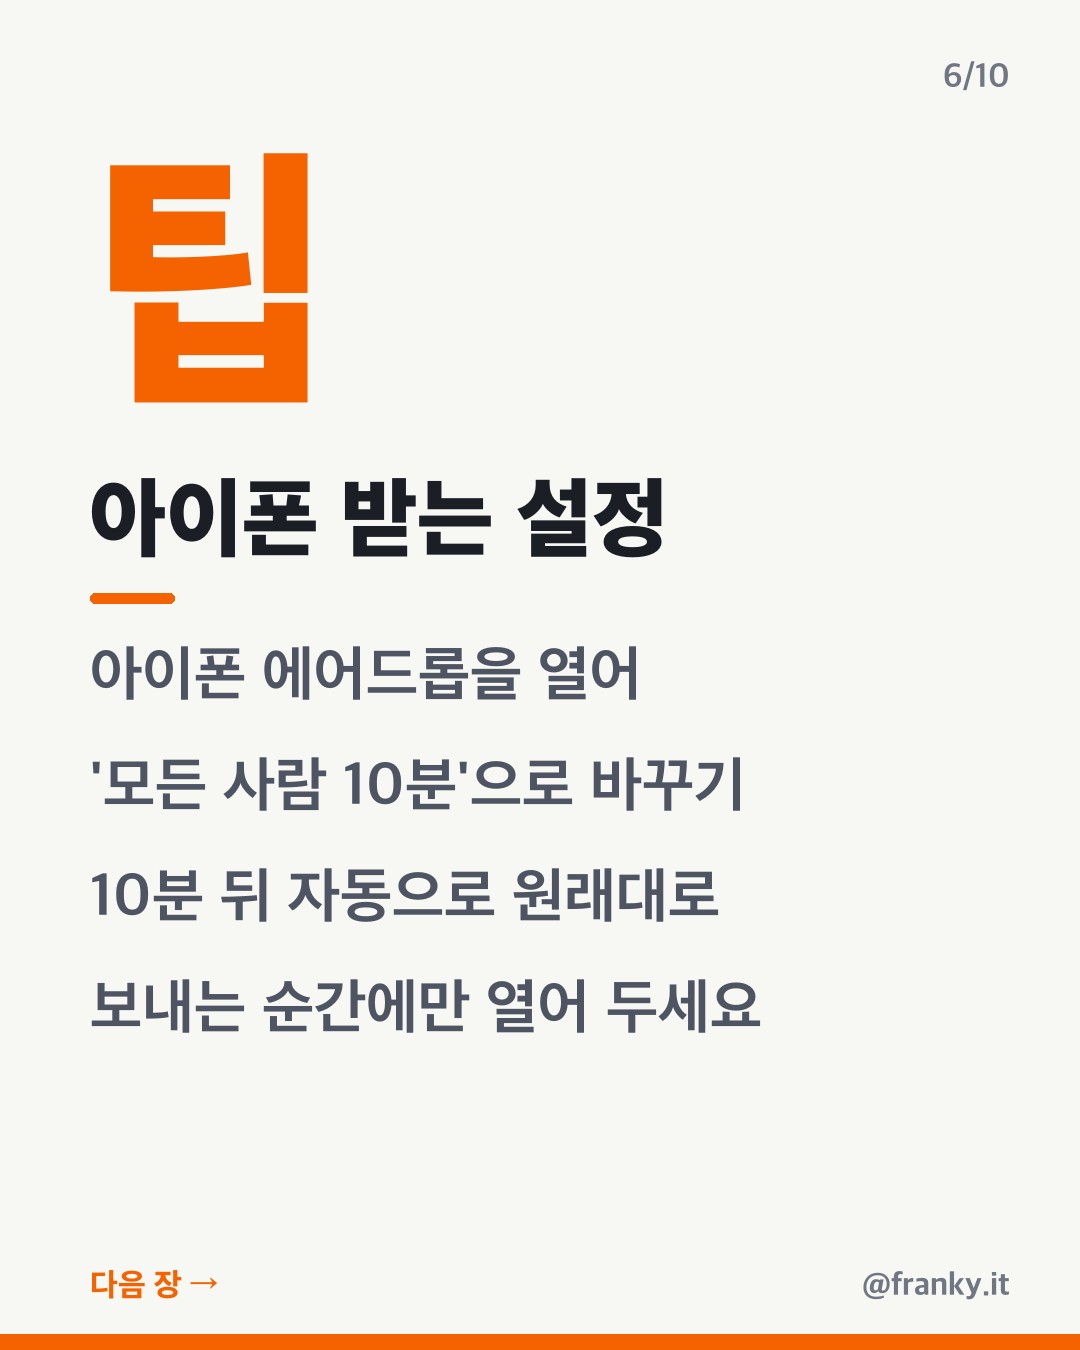 6/10
팁
아이폰 받는 설정
아이폰 에어드롭을 열어
'모든 사람 10분'으로 바꾸기
10분 뒤 자동으로 원래대로
보내는 순간에만 열어 두세요
다음 장 →
@franky.it